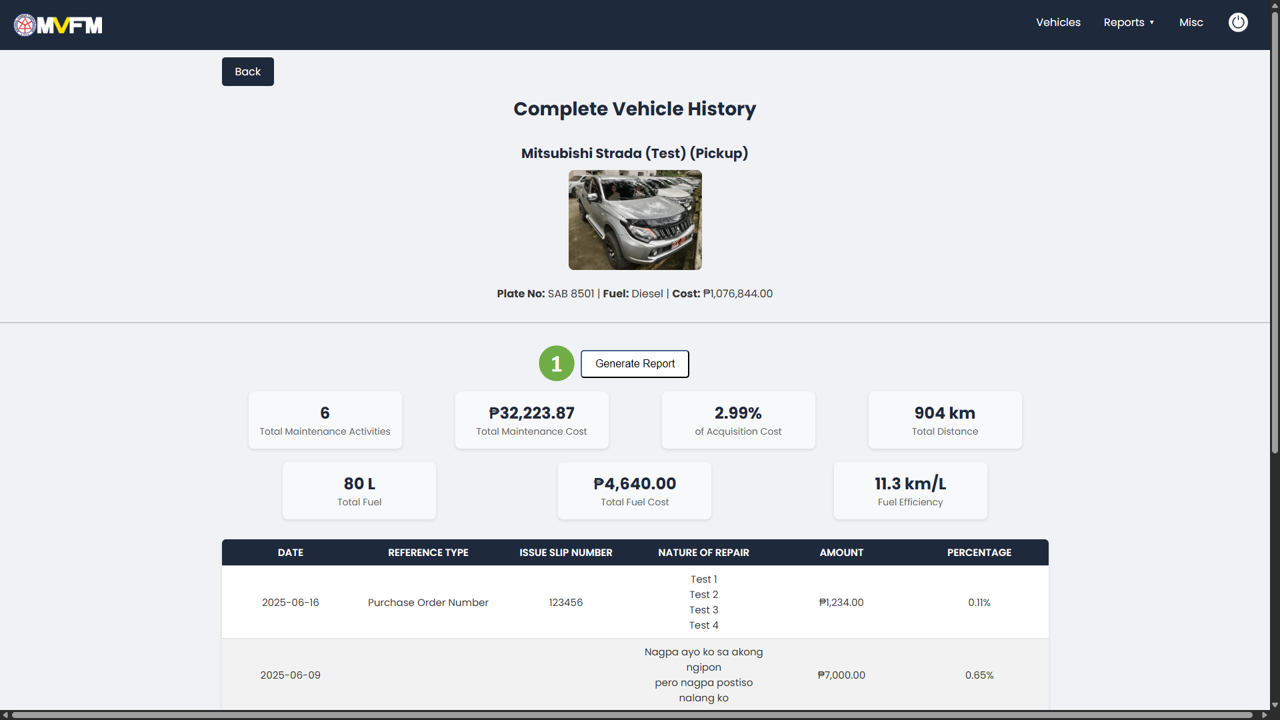 MVFM
Vehicles
Reports ▾
Misc
Back
Complete Vehicle History
Mitsubishi Strada (Test) (Pickup)
Plate No: SAB 8501 | Fuel: Diesel | Cost: ₱1,076,844.00
1
Generate Report
6
Total Maintenance Activities
₱32,223.87
Total Maintenance Cost
2.99%
of Acquisition Cost
904 km
Total Distance
80 L
Total Fuel
₱4,640.00
Total Fuel Cost
11.3 km/L
Fuel Efficiency
DATE REFERENCE TYPE ISSUE SLIP NUMBER NATURE OF REPAIR AMOUNT PERCENTAGE
2025-06-16 Purchase Order Number 123456
Test 1
Test 2
Test 3
Test 4
₱1,234.00 0.11%
2025-06-09
Nagpa ayo ko sa akong
ngipon
pero nagpa postiso
nalang ko
₱7,000.00 0.65%